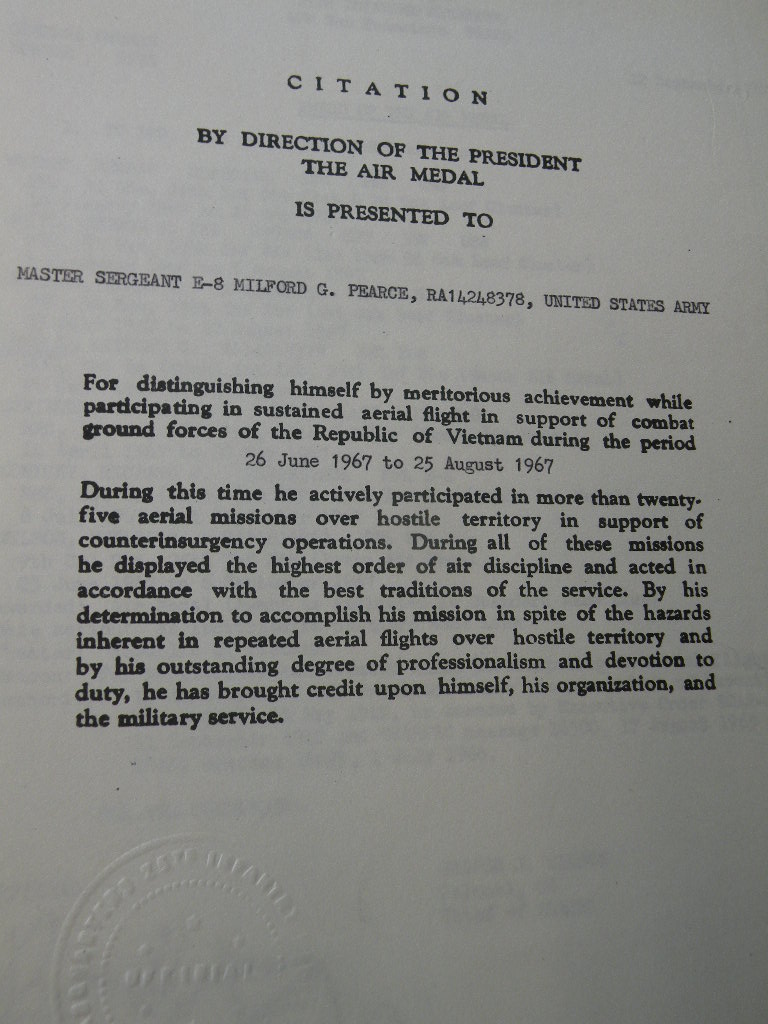 CITATION
BY DIRECTION OF THE PRESIDENT
THE AIR MEDAL
IS PRESENTED TO
MASTER SERGEANT E-8 MILFORD G. PEARCE, RA14248378, UNITED STATES ARMY
For distinguishing himself by meritorious achievement while
participating in sustained aerial flight in support of combat
ground forces of the Republic of Vietnam during the period
26 June 1967 to 25 August 1967
During this time he actively participated in more than twenty-
five aerial missions over hostile territory in support of
counterinsurgency operations. During all of these missions
he displayed the highest order of air discipline and acted in
accordance with the best traditions of the service. By his
determination to accomplish his mission in spite of the hazards
inherent in repeated aerial flights over hostile territory and
by his outstanding degree of professionalism and devotion to
duty, he has brought credit upon himself, his organization, and
the military service.